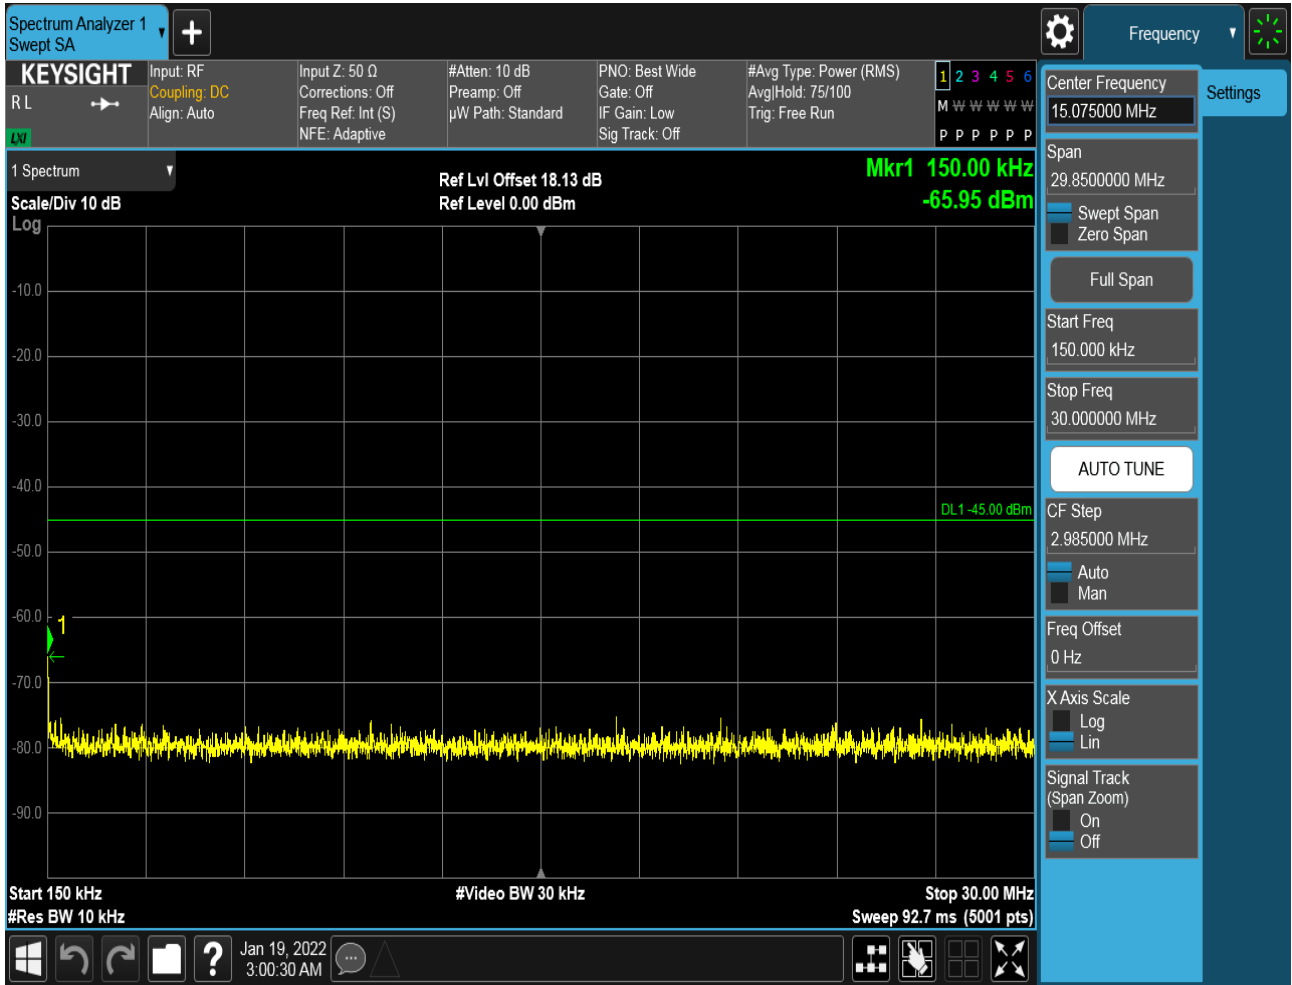 Spectrum Analyzer 1
Swept SA
Frequency
KEYSIGHT
R L
LXI
Input: RF
Coupling: DC
Align: Auto
Input Z: 50 Ω
Corrections: Off
Freq Ref: Int (S)
NFE: Adaptive
#Atten: 10 dB
Preamp: Off
µW Path: Standard
PNO: Best Wide
Gate: Off
IF Gain: Low
Sig Track: Off
#Avg Type: Power (RMS)
Avg|Hold: 75/100
Trig: Free Run
1 2 3 4 5 6
M W W W W W
P P P P P P
1 Spectrum
Scale/Div 10 dB
Log
Ref Lvl Offset 18.13 dB
Ref Level 0.00 dBm
Mkr1 150.00 kHz
-65.95 dBm
-10.0
-20.0
-30.0
-40.0
DL1 -45.00 dBm
-50.0
-60.0
1
-70.0
-80.0
-90.0
Start 150 kHz
#Video BW 30 kHz
Stop 30.00 MHz
#Res BW 10 kHz
Sweep 92.7 ms (5001 pts)
Center Frequency
15.075000 MHz
Settings
Span
29.8500000 MHz
Swept Span
Zero Span
Full Span
Start Freq
150.000 kHz
Stop Freq
30.000000 MHz
AUTO TUNE
CF Step
2.985000 MHz
Auto
Man
Freq Offset
0 Hz
X Axis Scale
Log
Lin
Signal Track
(Span Zoom)
On
Off
?
Jan 19, 2022
3:00:30 AM